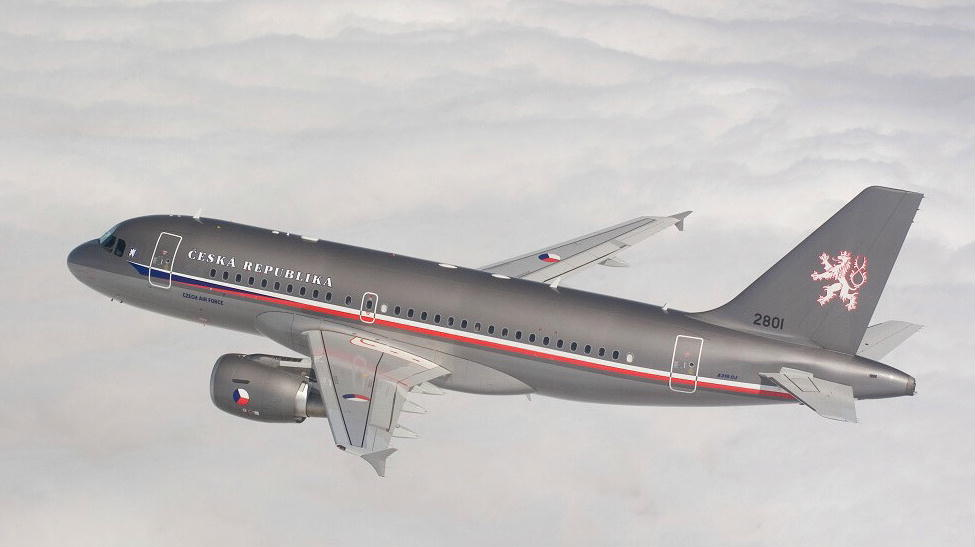 ČESKÁ REPUBLIKA
CZECH AIR FORCE
2801